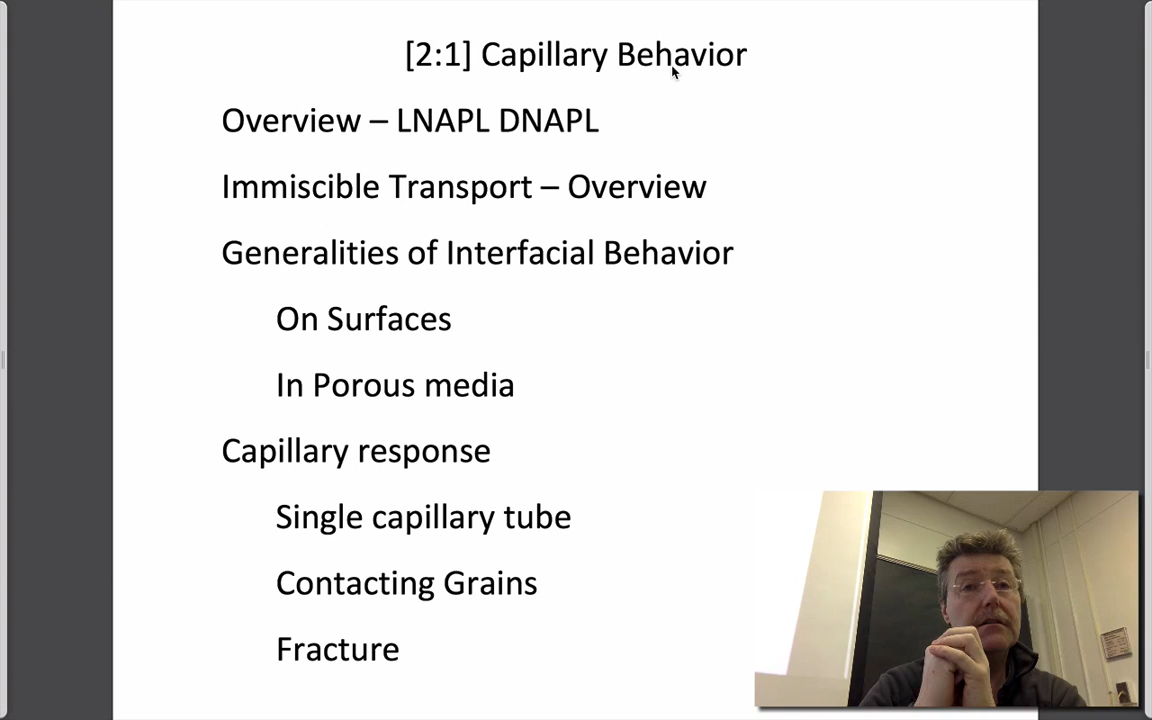 [2:1] Capillary Behavior
Overview – LNAPL DNAPL
Immiscible Transport – Overview
Generalities of Interfacial Behavior
On Surfaces
In Porous media
Capillary response
Single capillary tube
Contacting Grains
Fracture